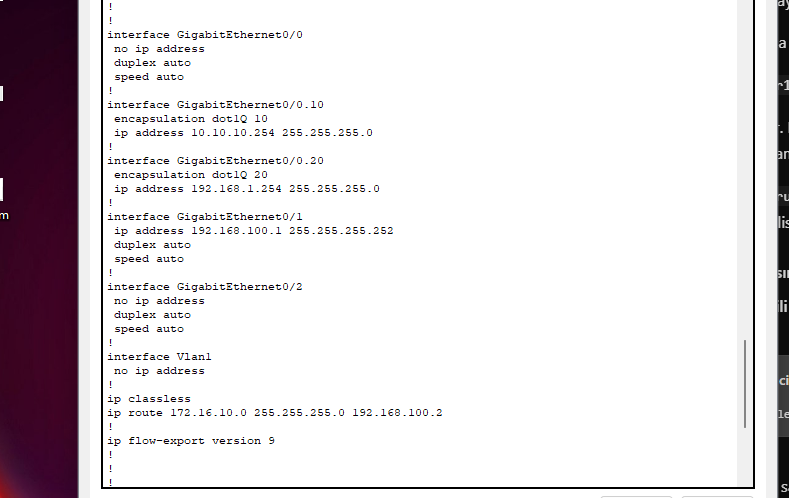 !
!
interface GigabitEthernet0/0
no ip address
duplex auto
speed auto
!
interface GigabitEthernet0/0.10
encapsulation dot1Q 10
ip address 10.10.10.254 255.255.255.0
!
interface GigabitEthernet0/0.20
encapsulation dot1Q 20
ip address 192.168.1.254 255.255.255.0
!
interface GigabitEthernet0/1
ip address 192.168.100.1 255.255.255.252
duplex auto
speed auto
!
interface GigabitEthernet0/2
no ip address
duplex auto
speed auto
!
interface Vlan1
no ip address
!
ip classless
ip route 172.16.10.0 255.255.255.0 192.168.100.2
!
ip flow-export version 9
!
!
!